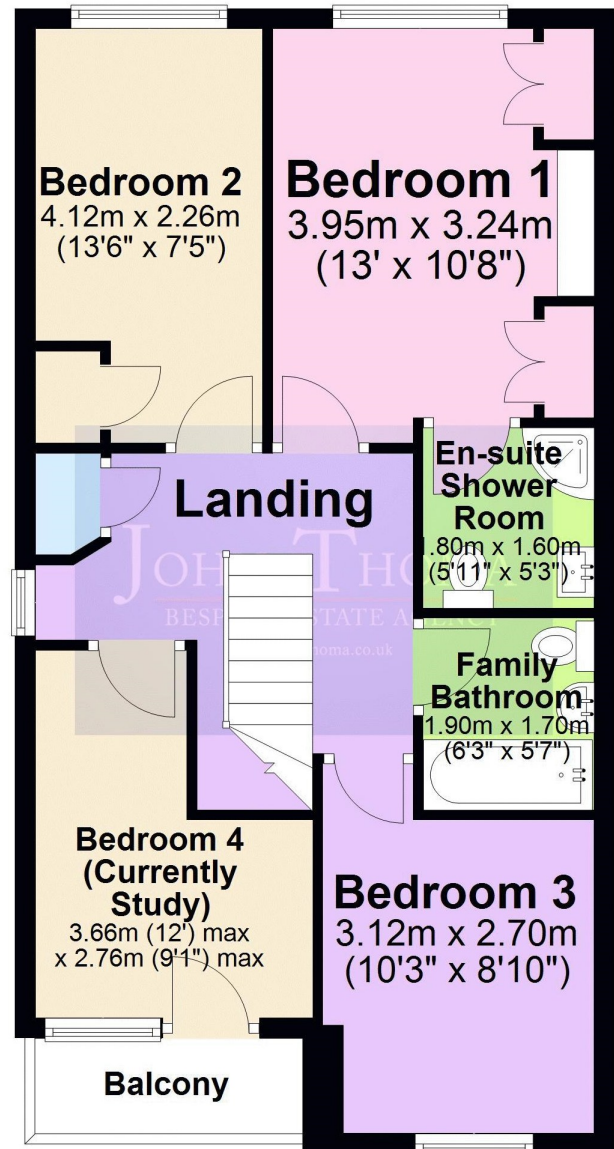 Bedroom 2
4.12m x 2.26m
(13'6" x 7'5")
Bedroom 1
3.95m x 3.24m
(13' x 10'8")
Landing
En-suite
Shower
Room
1.80m x 1.60m
(5'11" x 5'3")
Family
Bathroom
1.90m x 1.70m
(6'3" x 5'7")
Bedroom 4
(Currently
Study)
3.66m (12') max
x 2.76m (9'1") max
Bedroom 3
3.12m x 2.70m
(10'3" x 8'10")
Balcony